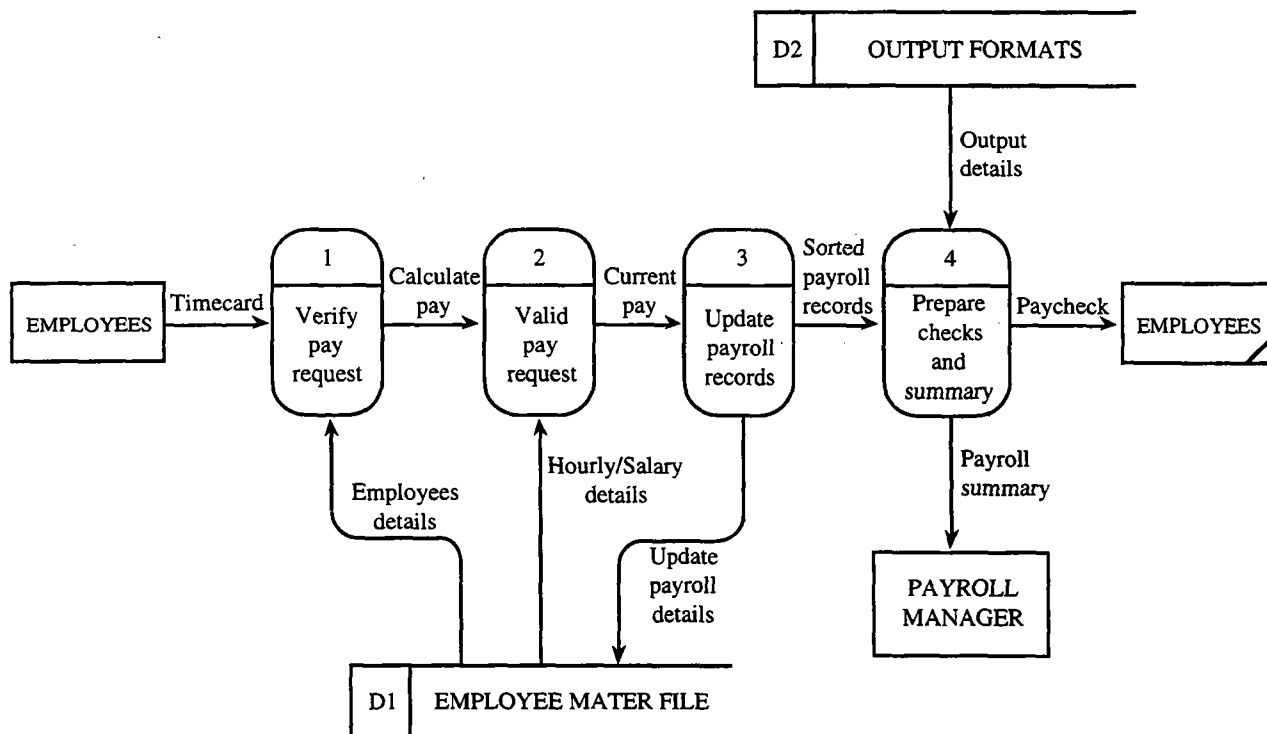 D2
OUTPUT FORMATS
Output
details
1
2
3
4
Calculate
pay
Current
pay
Sorted
payroll
records
EMPLOYEES
Timecard
Verify
pay
request
Valid
pay
request
Update
payroll
records
Prepare
checks
and
summary
Paycheck
EMPLOYEES
Employees
details
Hourly/Salary
details
Update
payroll
details
Payroll
summary
PAYROLL
MANAGER
D1
EMPLOYEE MATER FILE